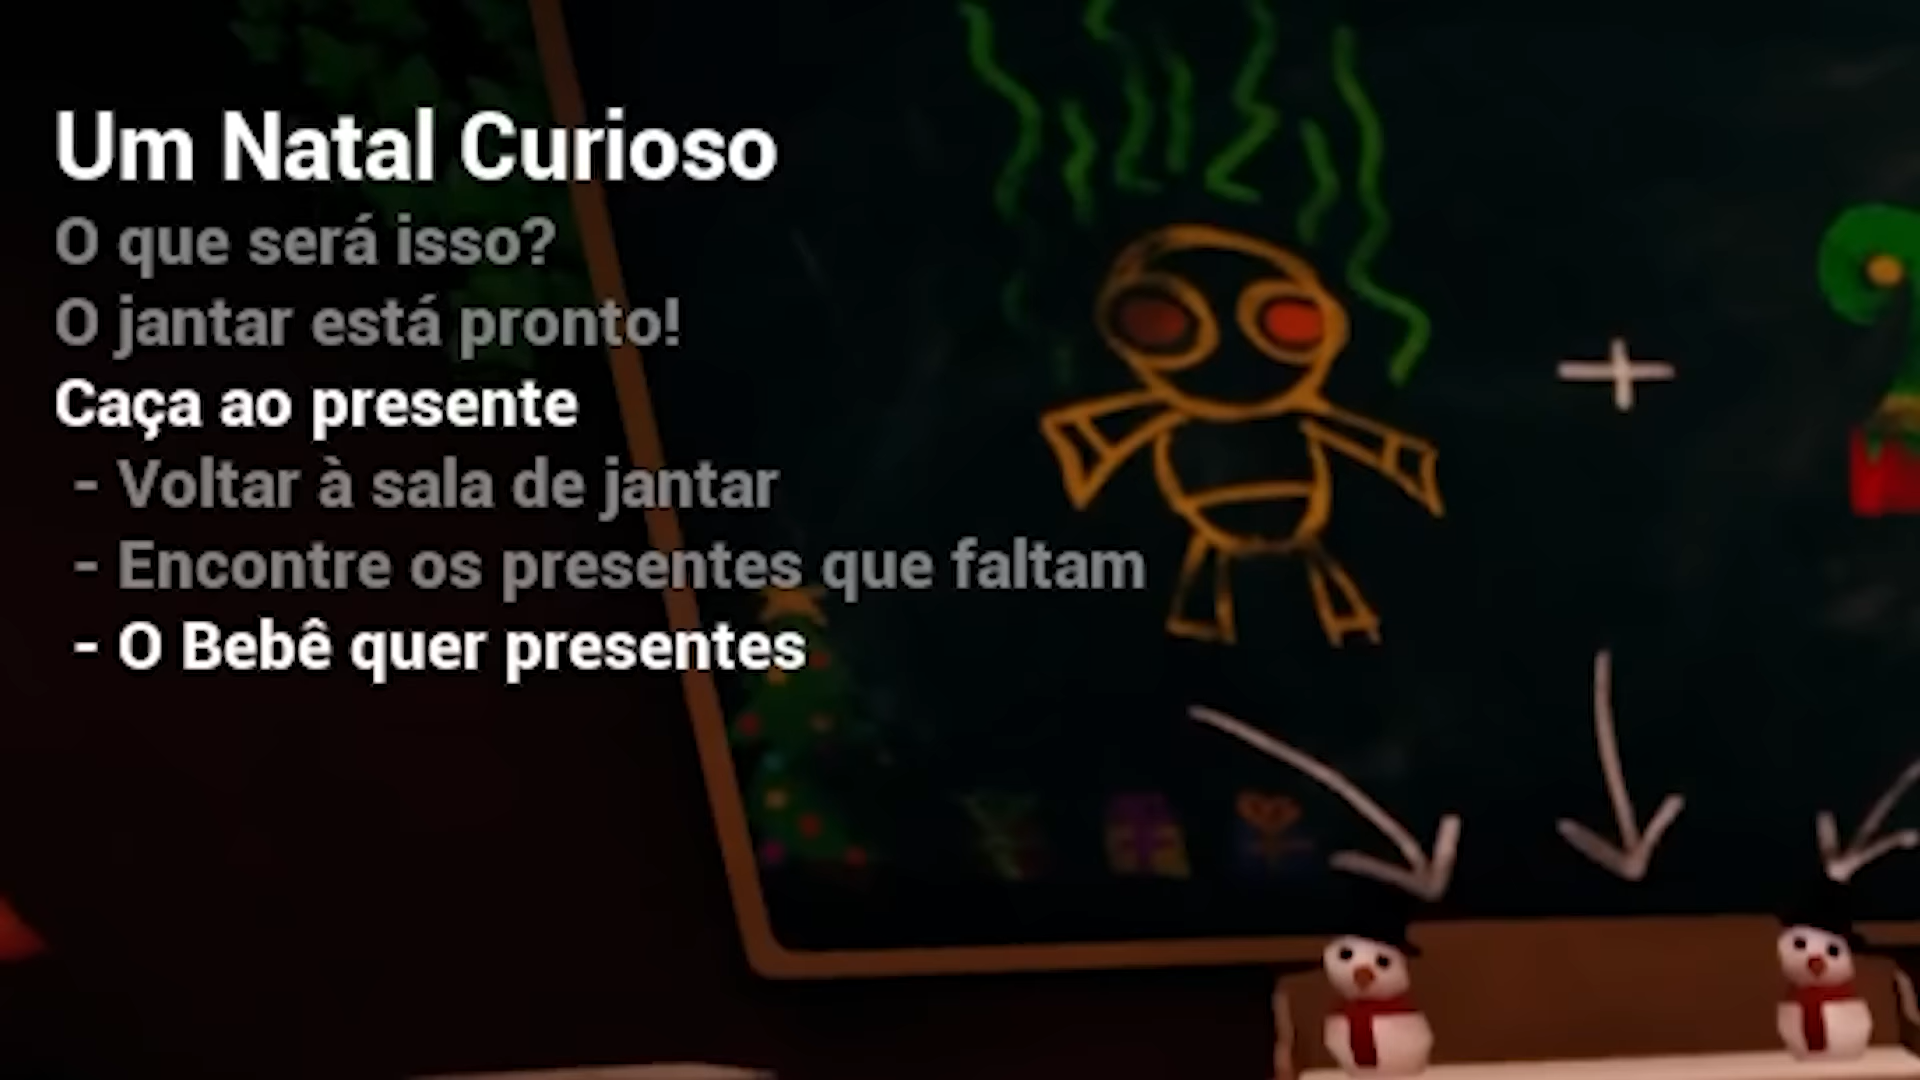 Um Natal Curioso
O que será isso?
O jantar está pronto!
Caça ao presente
- Voltar à sala de jantar
- Encontre os presentes que faltam
- O Bebê quer presentes